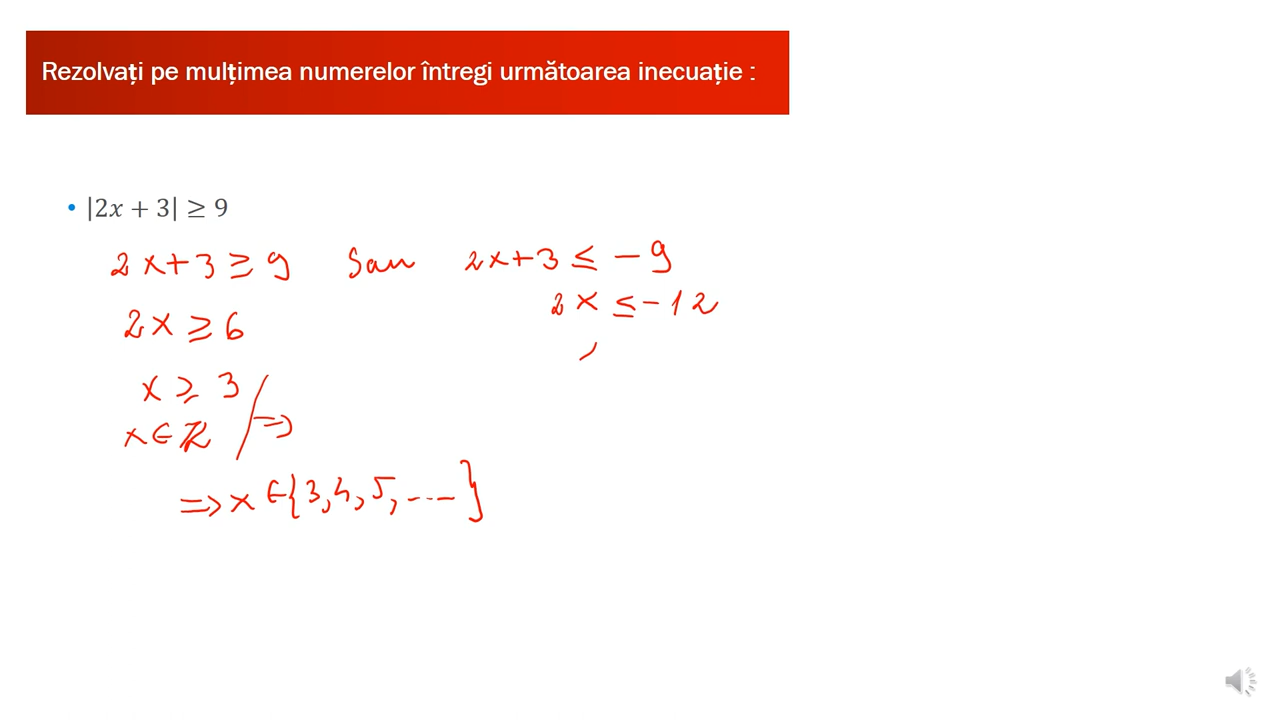 Rezolvați pe mulțimea numerelor întregi următoarea inecuație :
• |2x + 3| ≥ 9
2x+3 ≥ 9 Sau 2x+3 ≤ -9
2x ≥ 6 2x ≤ -12
x ≥ 3
x ∈ ℤ ⇒
⇒ x ∈ {3,4,5,....}